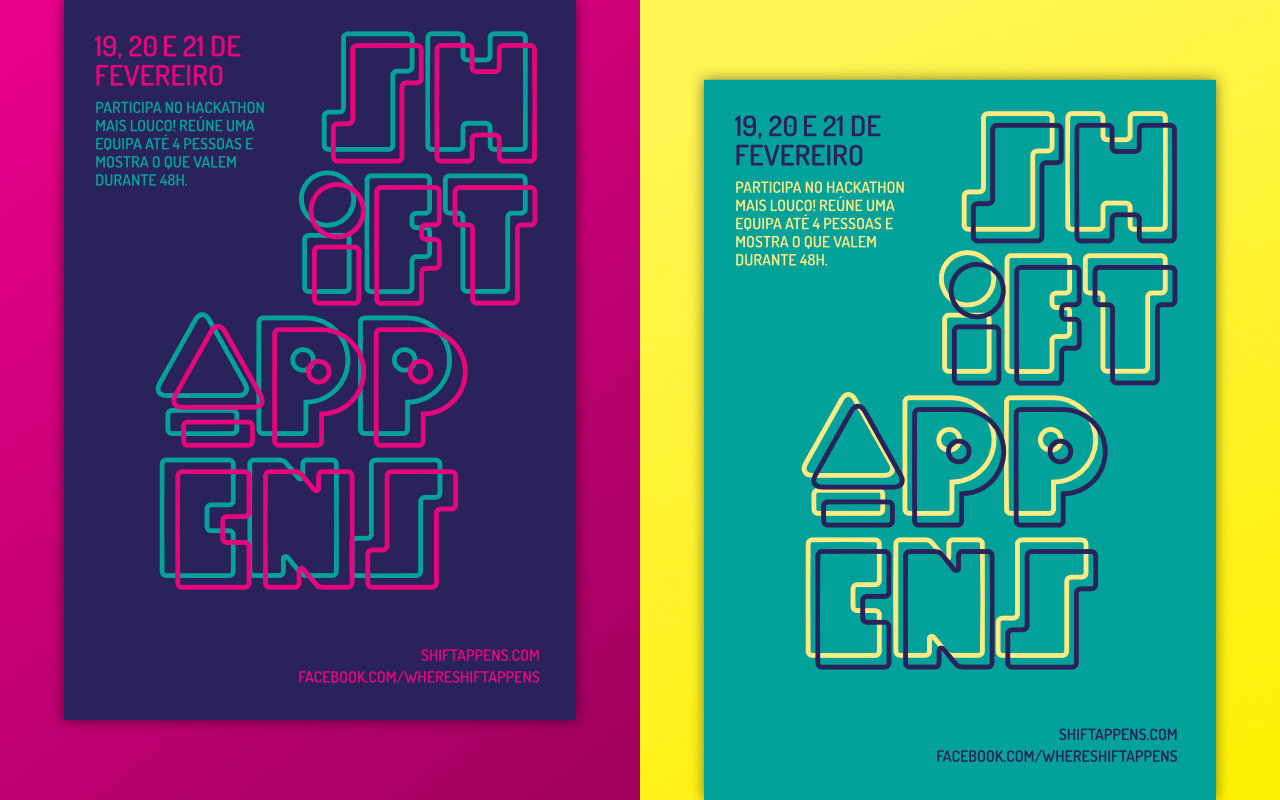 19, 20 E 21 DE
FEVEREIRO
PARTICIPA NO HACKATHON
MAIS LOUCO! REÚNE UMA
EQUIPA ATÉ 4 PESSOAS E
MOSTRA O QUE VALEM
DURANTE 48H.
SH
iFT
APP
ENS
SHIFTAPPENS.COM
FACEBOOK.COM/WHERESHIFTAPPENS
19, 20 E 21 DE
FEVEREIRO
PARTICIPA NO HACKATHON
MAIS LOUCO! REÚNE UMA
EQUIPA ATÉ 4 PESSOAS E
MOSTRA O QUE VALEM
DURANTE 48H.
SH
iFT
APP
ENS
SHIFTAPPENS.COM
FACEBOOK.COM/WHERESHIFTAPPENS